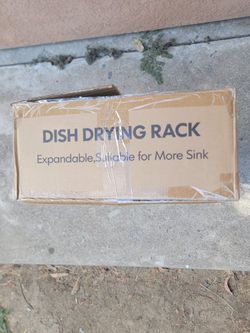 DISH DRYING RACK
Expandable,Suitable for More Sink